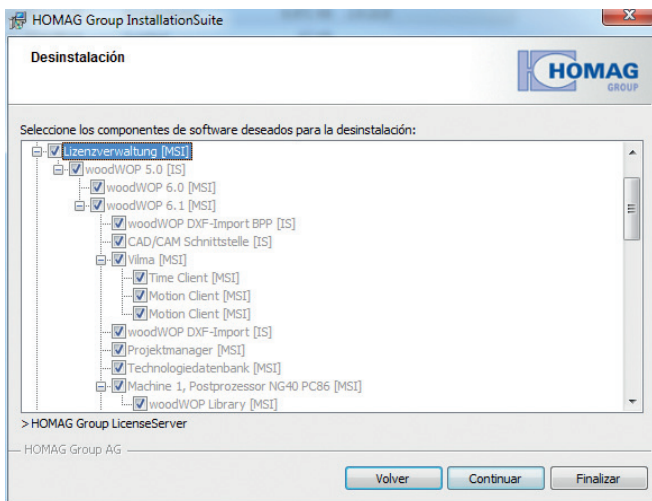 HOMAG Group InstallationSuite
Desinstalación
HOMAG
GROUP
Seleccione los componentes de software deseados para la desinstalación:
Lizenzverwaltung [MSI]
woodWOP 5.0 [IS]
woodWOP 6.0 [MSI]
woodWOP 6.1 [MSI]
woodWOP DXF-Import BPP [IS]
CAD/CAM Schnittstelle [IS]
Vilma [MSI]
Time Client [MSI]
Motion Client [MSI]
Motion Client [MSI]
woodWOP DXF-Import [IS]
Projektmanager [MSI]
Technologiedatenbank [MSI]
Machine 1, Postprozessor NG40 PC86 [MSI]
woodWOP Library [MSI]
> HOMAG Group LicenseServer
HOMAG Group AG
Volver Continuar Finalizar